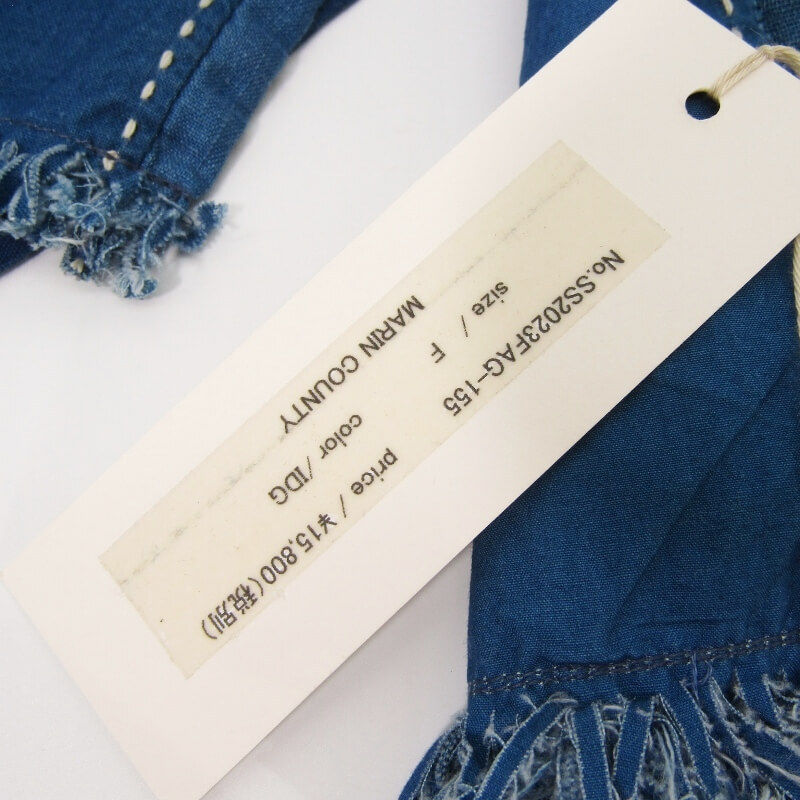 No.SS2023FAG-155
size / F
MARIN COUNTY
color / IDG
price / ¥15,800(税別)